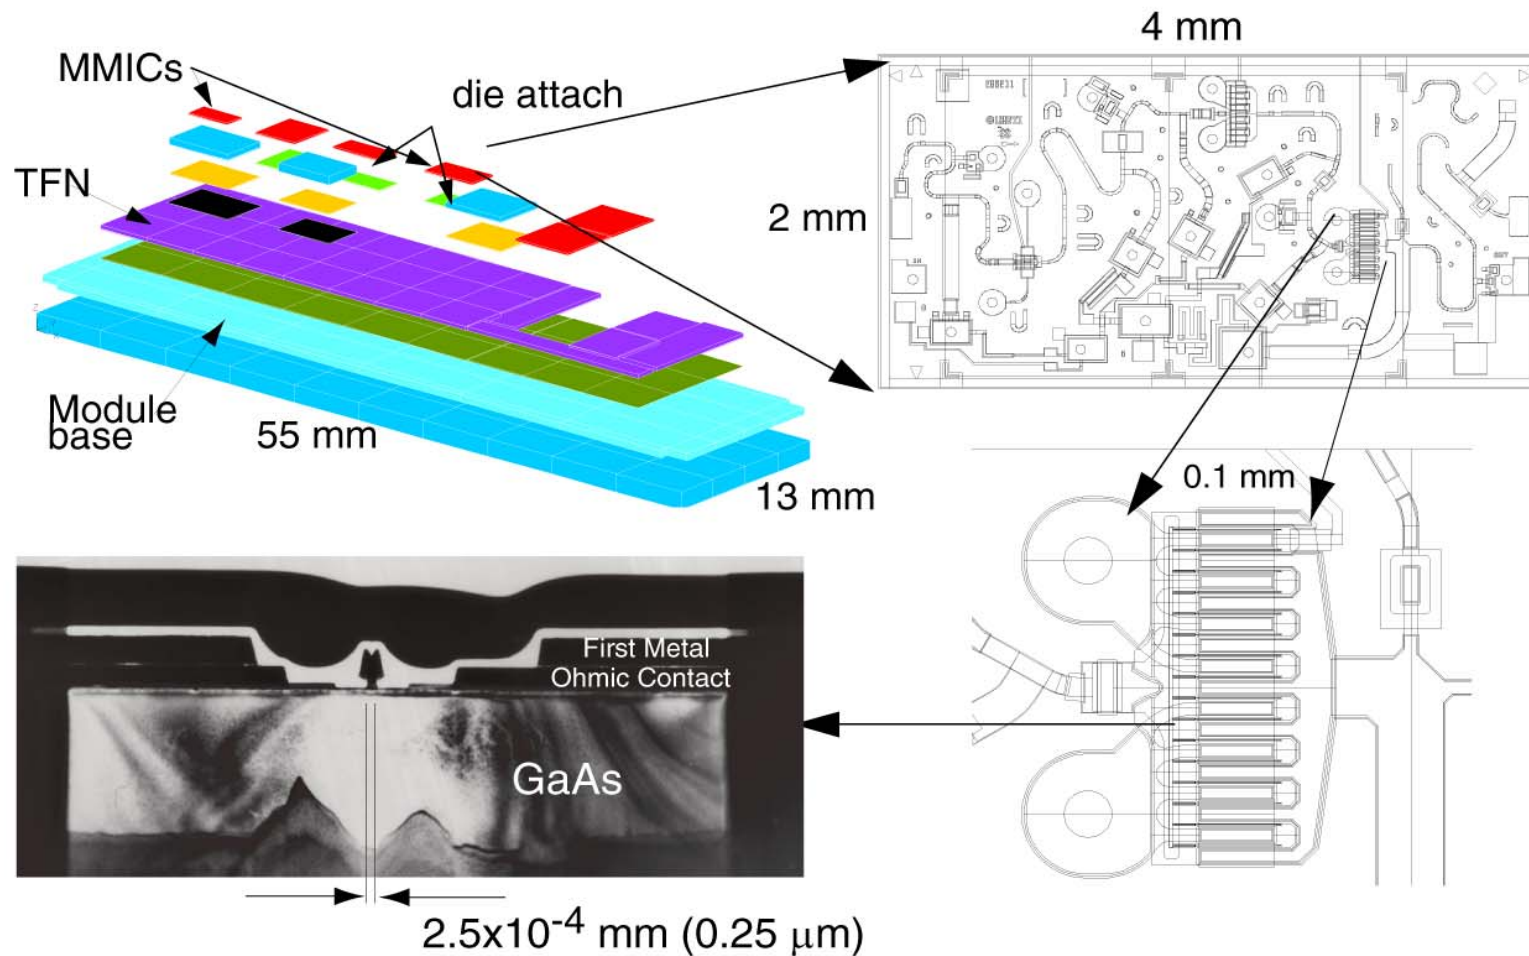 4 mm
MMICs
die attach
TFN
2 mm
Module
base
55 mm
13 mm
0.1 mm
First Metal
Ohmic Contact
GaAs
2.5x10-4 mm (0.25 μm)